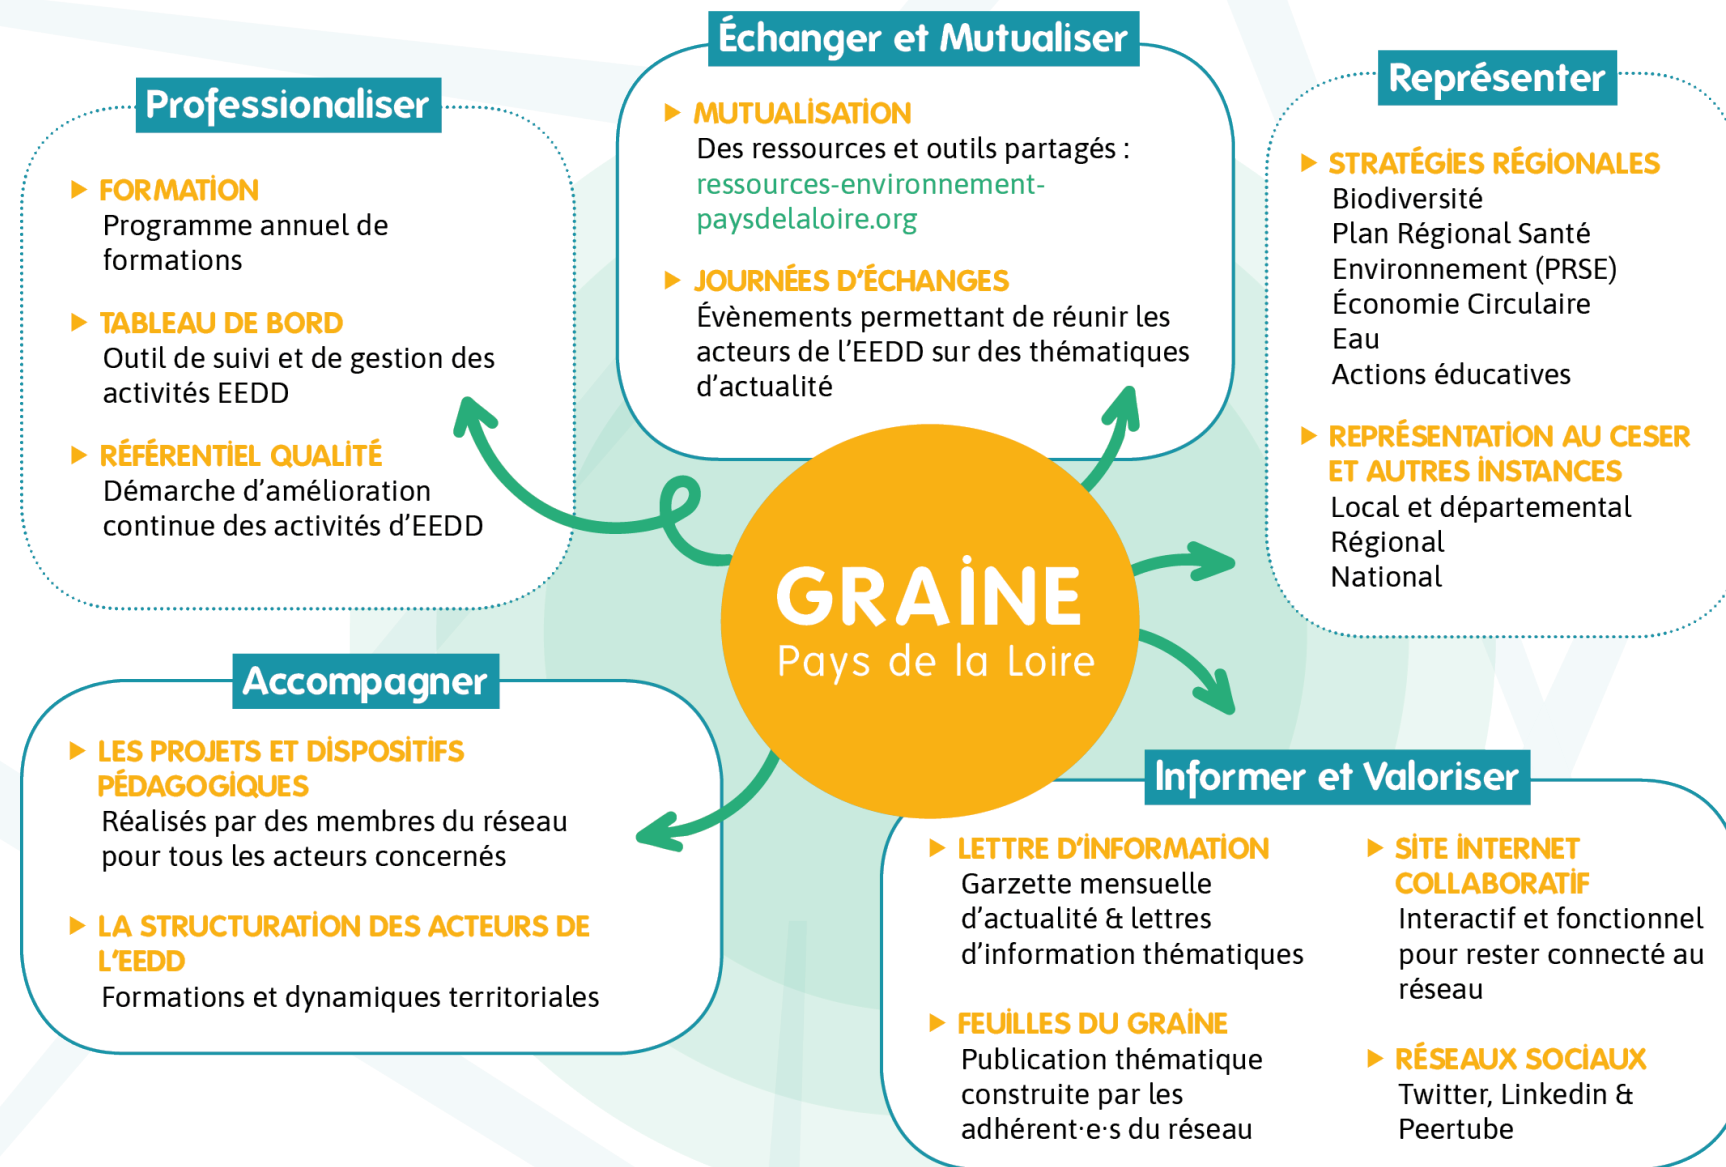 Professionaliser
FORMATION
Programme annuel de
formations
TABLEAU DE BORD
Outil de suivi et de gestion des
activités EEDD
RÉFÉRENTIEL QUALITÉ
Démarche d'amélioration
continue des activités d'EEDD
Échanger et Mutualiser
MUTUALISATION
Des ressources et outils partagés :
ressources-environnement-
paysdelaloire.org
JOURNÉES D'ÉCHANGES
Évènements permettant de réunir les
acteurs de l'EEDD sur des thématiques
d'actualité
Représenter
STRATÉGIES RÉGIONALES
Biodiversité
Plan Régional Santé
Environnement (PRSE)
Économie Circulaire
Eau
Actions éducatives
REPRÉSENTATION AU CESER
ET AUTRES INSTANCES
Local et départemental
Régional
National
GRAINE
Pays de la Loire
Accompagner
LES PROJETS ET DISPOSITIFS
PÉDAGOGIQUES
Réalisés par des membres du réseau
pour tous les acteurs concernés
LA STRUCTURATION DES ACTEURS DE
L'EEDD
Formations et dynamiques territoriales
Informer et Valoriser
LETTRE D'INFORMATION
Garzette mensuelle
d'actualité & lettres
d'information thématiques
FEUILLES DU GRAINE
Publication thématique
construite par les
adhérent·e·s du réseau
SITE INTERNET
COLLABORATIF
Interactif et fonctionnel
pour rester connecté au
réseau
RÉSEAUX SOCIAUX
Twitter, Linkedin &
Peertube